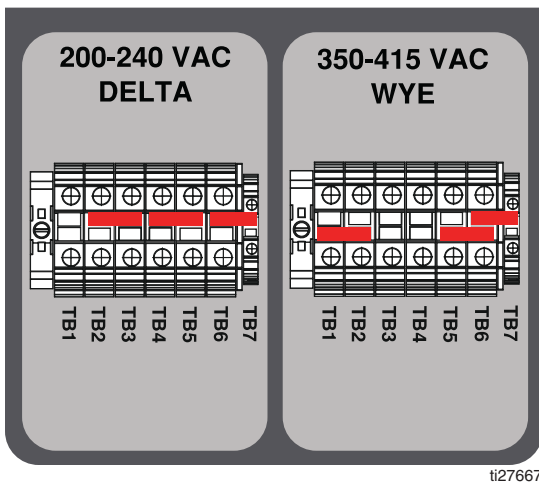 200-240 VAC
DELTA
TB1
TB2
TB3
TB4
TB5
TB6
TB7
350-415 VAC
WYE
TB1
TB2
TB3
TB4
TB5
TB6
TB7
ti27667